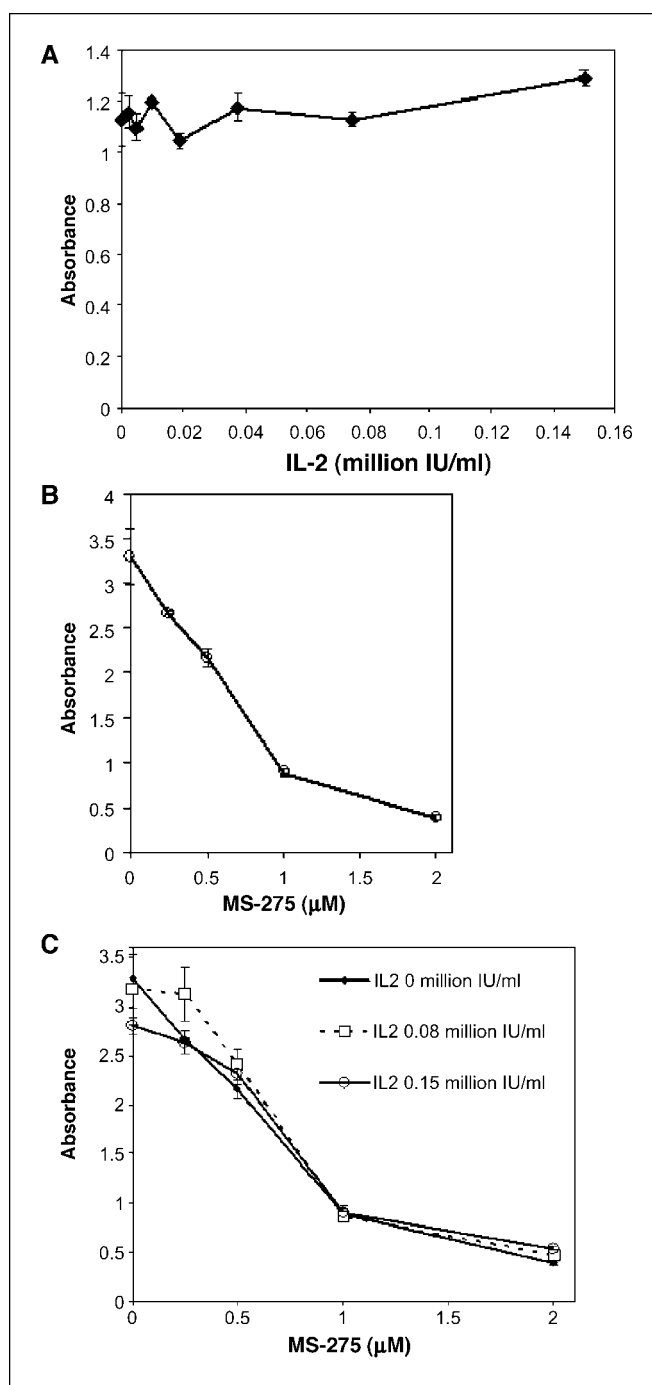 A
1.4
1.2
1
0.8
0.6
0.4
0.2
0
Absorbance
0 0.02 0.04 0.06 0.08 0.1 0.12 0.14 0.16
IL-2 (million IU/ml)
B
4
3.5
3
2.5
2
1.5
1
0.5
0
Absorbance
0 0.5 1 1.5 2
MS-275 (μM)
C
3.5
3
2.5
2
1.5
1
0.5
0
Absorbance
IL2 0 million IU/ml
IL2 0.08 million IU/ml
IL2 0.15 million IU/ml
0 0.5 1 1.5 2
MS-275 (μM)